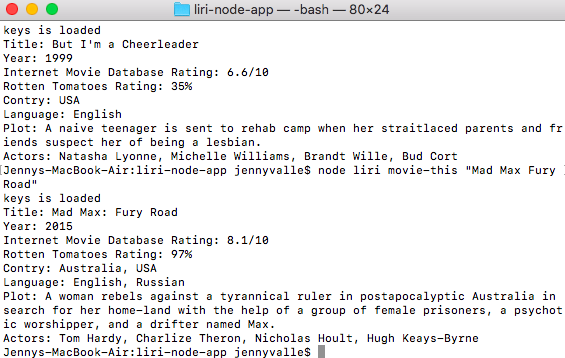 liri-node-app — -bash — 80×24
keys is loaded
Title: But I'm a Cheerleader
Year: 1999
Internet Movie Database Rating: 6.6/10
Rotten Tomatoes Rating: 35%
Contry: USA
Language: English
Plot: A naive teenager is sent to rehab camp when her straitlaced parents and fr
iends suspect her of being a lesbian.
Actors: Natasha Lyonne, Michelle Williams, Brandt Wille, Bud Cort
[Jennys-MacBook-Air:liri-node-app jennyvalle$ node liri movie-this "Mad Max Fury ]
Road"
keys is loaded
Title: Mad Max: Fury Road
Year: 2015
Internet Movie Database Rating: 8.1/10
Rotten Tomatoes Rating: 97%
Contry: Australia, USA
Language: English, Russian
Plot: A woman rebels against a tyrannical ruler in postapocalyptic Australia in
search for her home-land with the help of a group of female prisoners, a psychot
ic worshipper, and a drifter named Max.
Actors: Tom Hardy, Charlize Theron, Nicholas Hoult, Hugh Keays-Byrne
Jennys-MacBook-Air:liri-node-app jennyvalle$